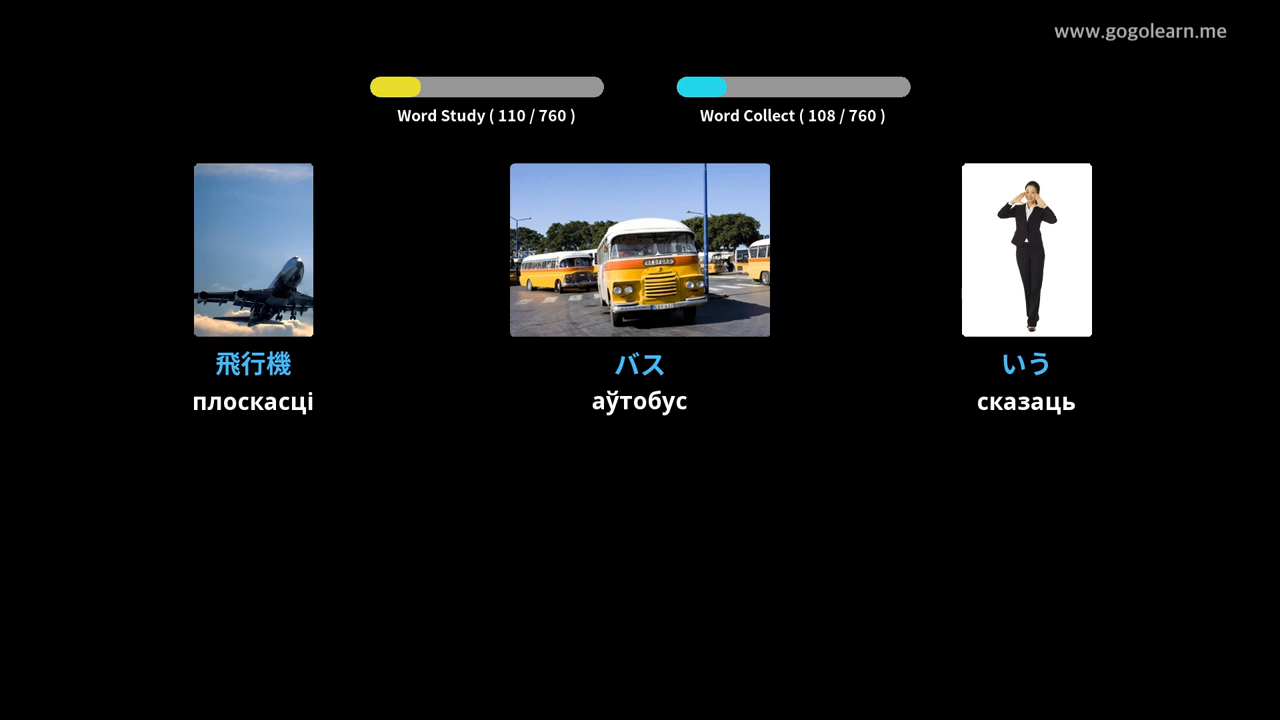 www.gogolearn.me
Word Study ( 110 / 760 )
Word Collect ( 108 / 760 )
飛行機
バス
いう
плоскасці
аўтобус
сказаць